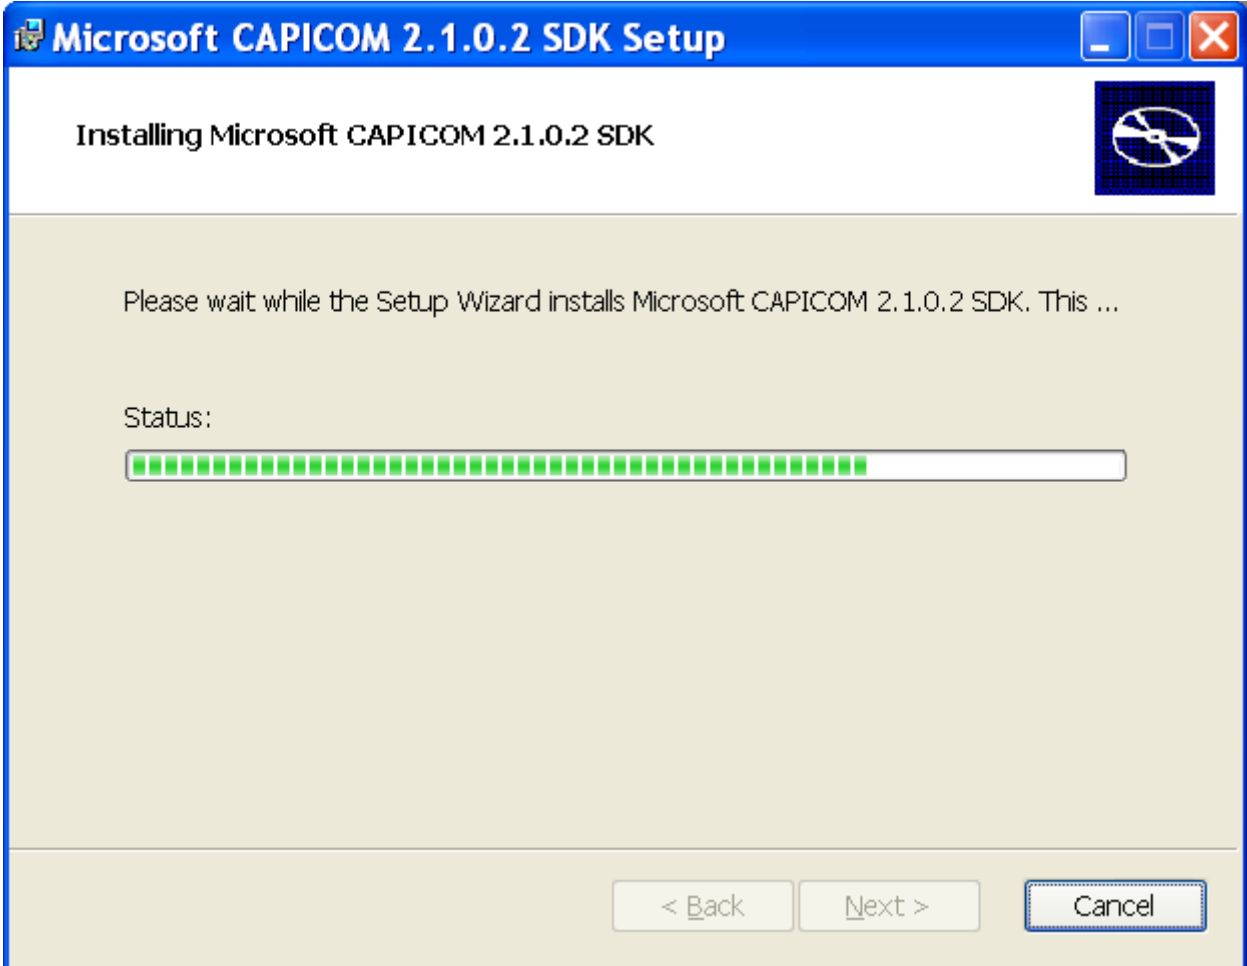 Microsoft CAPICOM 2.1.0.2 SDK Setup
Installing Microsoft CAPICOM 2.1.0.2 SDK
Please wait while the Setup Wizard installs Microsoft CAPICOM 2.1.0.2 SDK. This ...
Status:
< Back Next > Cancel